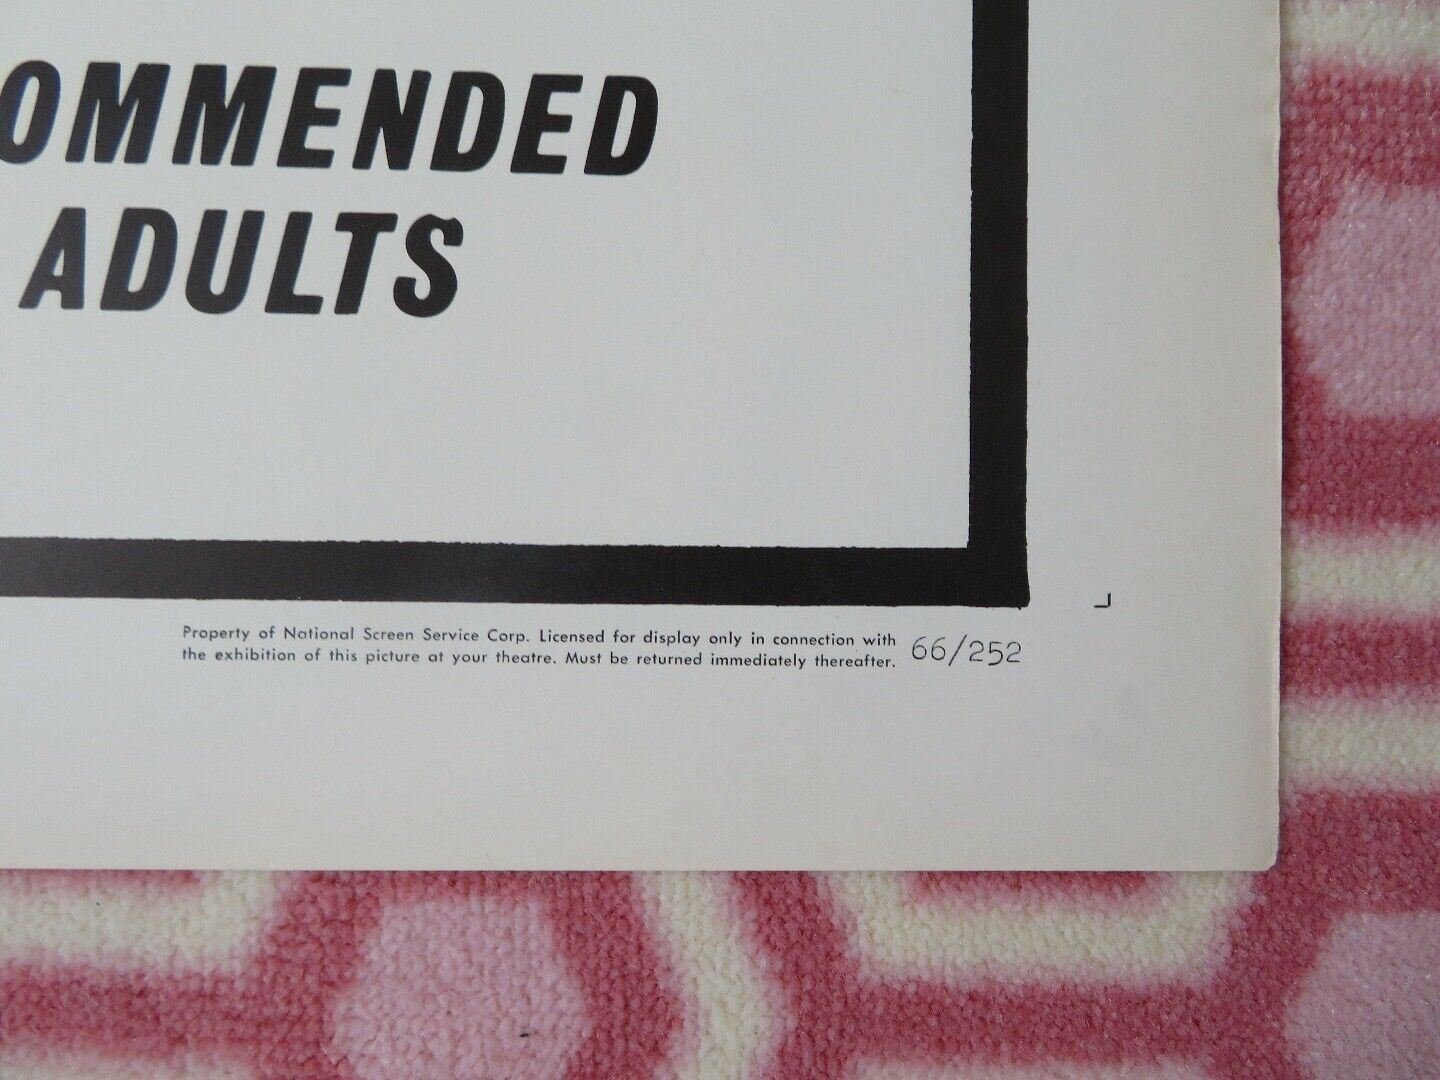 OMMENDED
ADULTS
Property of National Screen Service Corp. Licensed for display only in connection with
the exhibition of this picture at your theatre. Must be returned immediately thereafter.
66/252